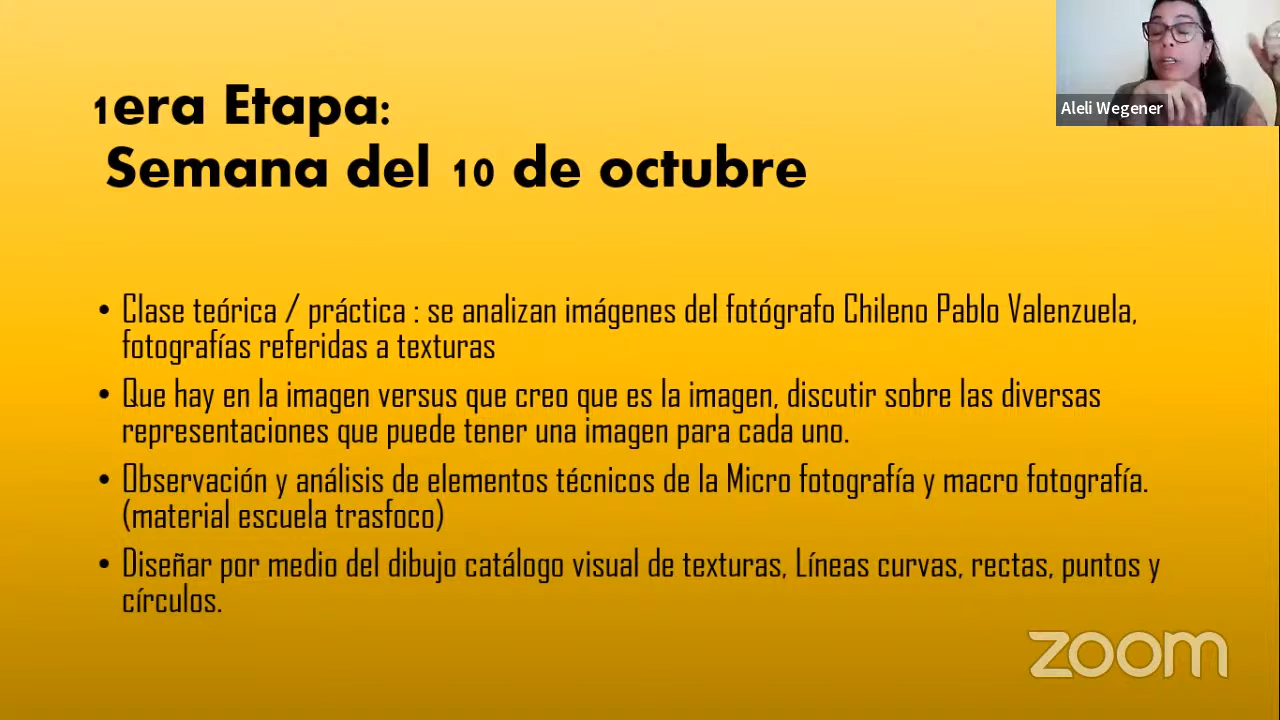 Aleli Wegener
1era Etapa:
Semana del 10 de octubre
• Clase teórica / práctica : se analizan imágenes del fotógrafo Chileno Pablo Valenzuela,
fotografías referidas a texturas
• Que hay en la imagen versus que creo que es la imagen, discutir sobre las diversas
representaciones que puede tener una imagen para cada uno.
• Observación y análisis de elementos técnicos de la Micro fotografía y macro fotografía.
(material escuela trasfoco)
• Diseñar por medio del dibujo catálogo visual de texturas, Líneas curvas, rectas, puntos y
círculos.
zoom